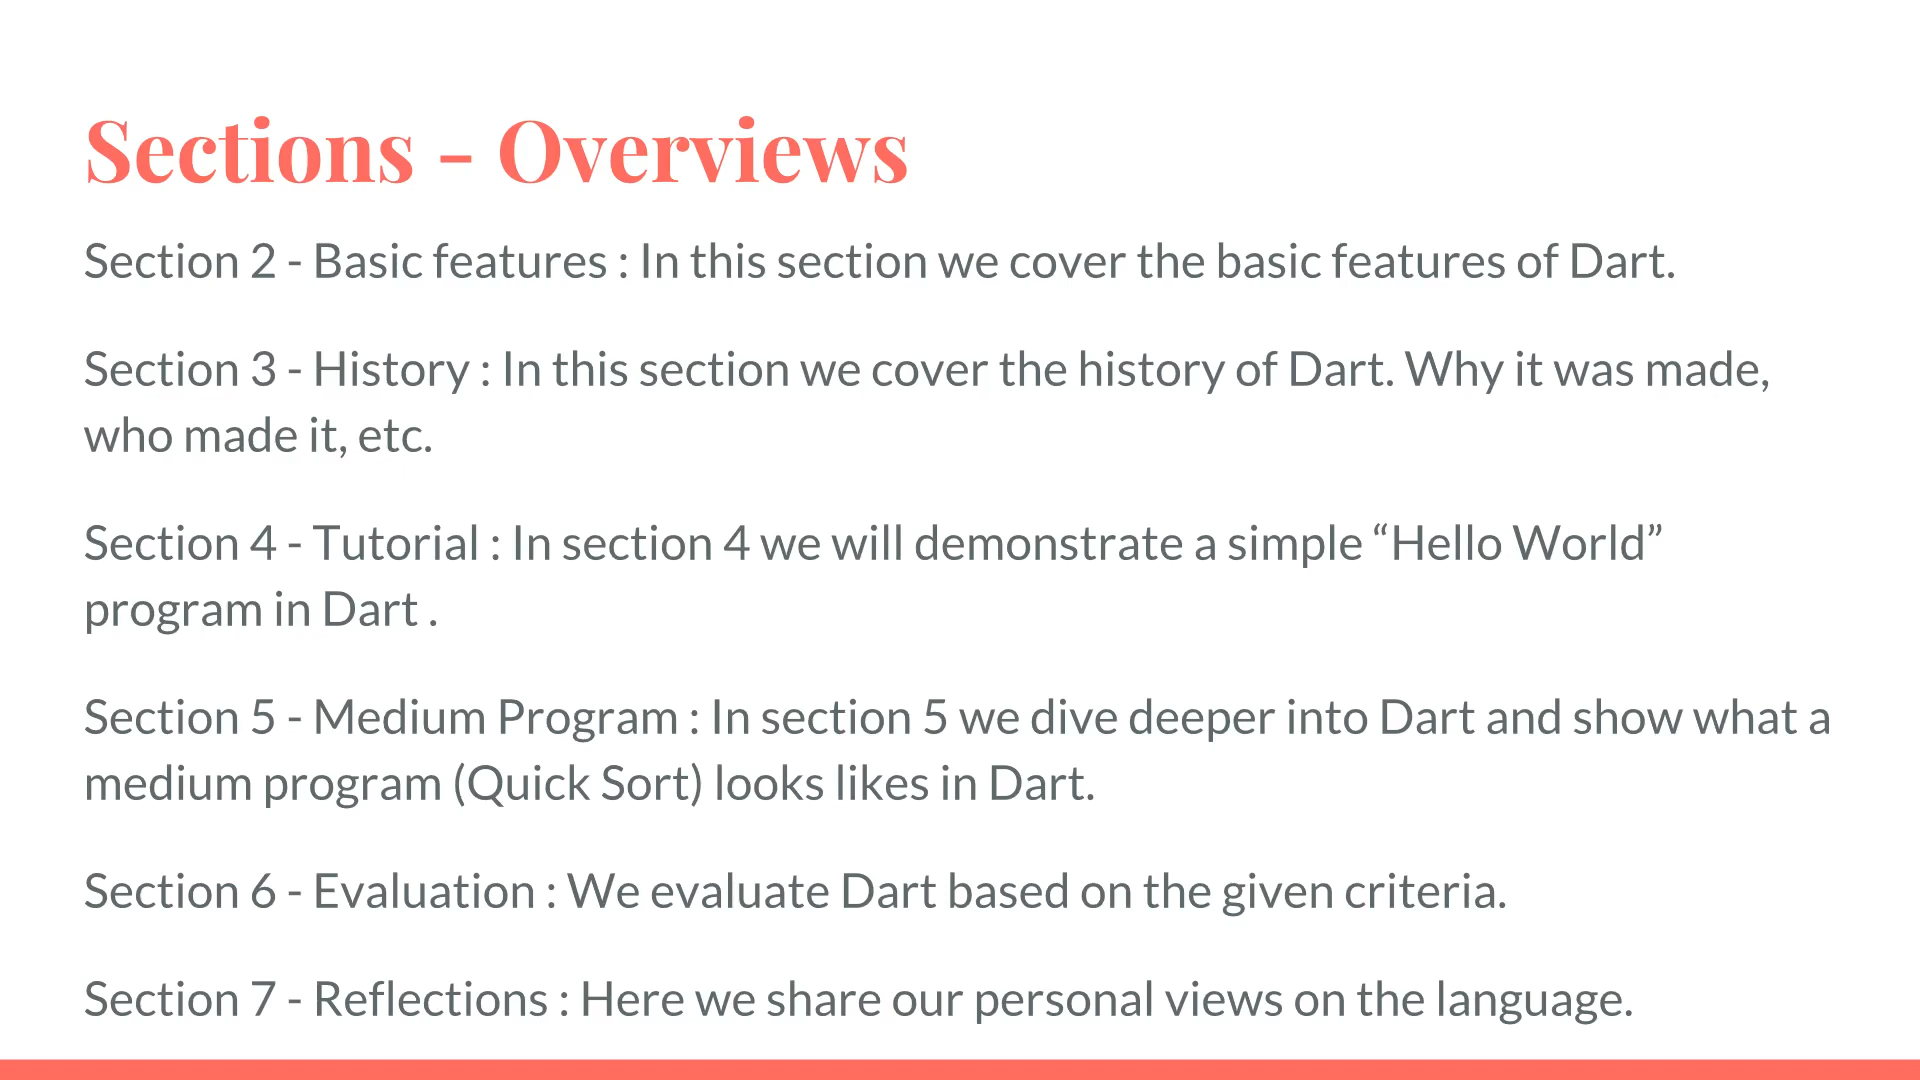 Sections - Overviews
Section 2 - Basic features : In this section we cover the basic features of Dart.
Section 3 - History : In this section we cover the history of Dart. Why it was made,
who made it, etc.
Section 4 - Tutorial : In section 4 we will demonstrate a simple “Hello World”
program in Dart .
Section 5 - Medium Program : In section 5 we dive deeper into Dart and show what a
medium program (Quick Sort) looks likes in Dart.
Section 6 - Evaluation : We evaluate Dart based on the given criteria.
Section 7 - Reflections : Here we share our personal views on the language.